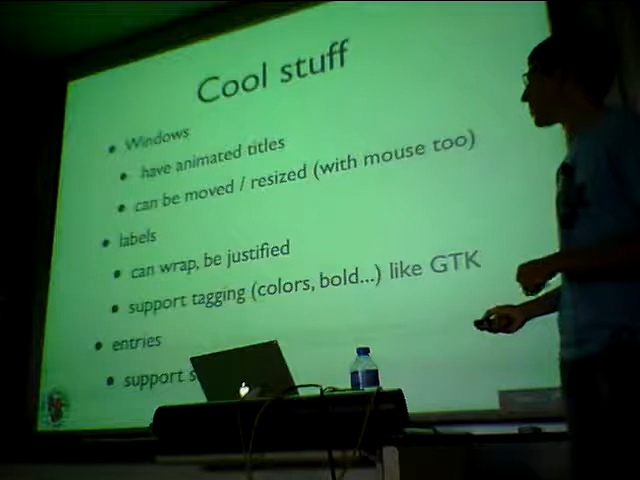 Cool stuff
Windows
have animated titles
can be moved / resized (with mouse too)
labels
can wrap, be justified
support tagging (colors, bold...) like GTK
entries
support s